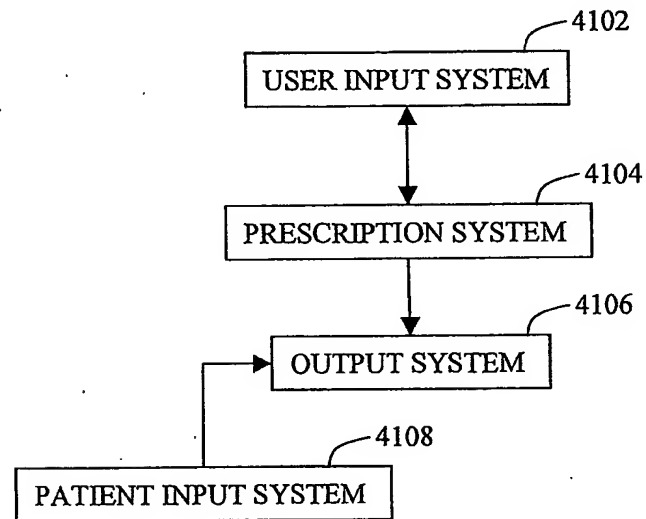 4102
USER INPUT SYSTEM
4104
PRESCRIPTION SYSTEM
4106
OUTPUT SYSTEM
4108
PATIENT INPUT SYSTEM